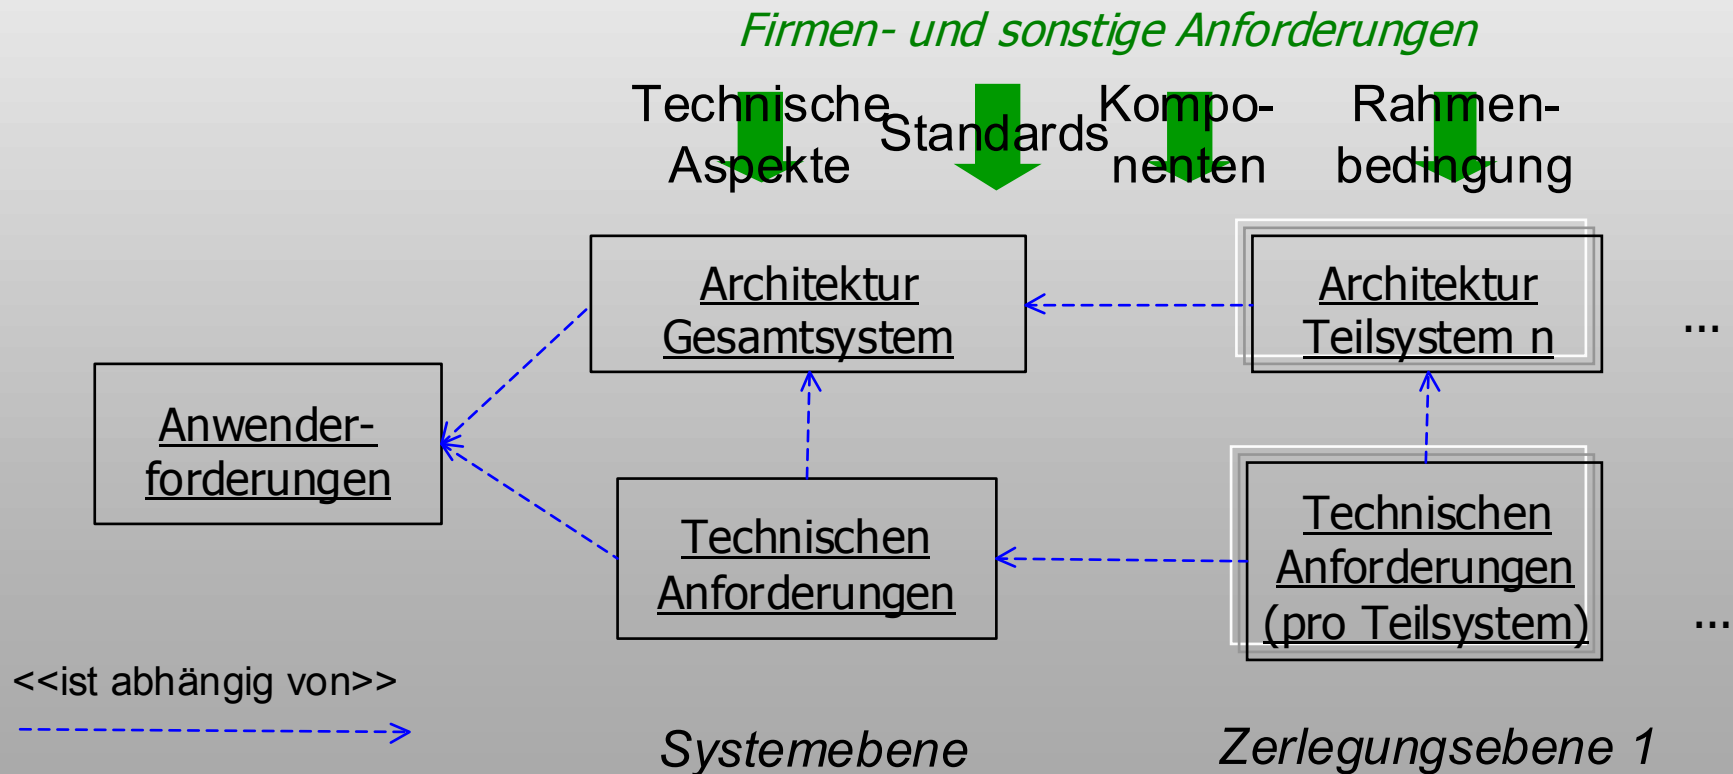 Firmen- und sonstige Anforderungen
Technische
Aspekte
Standards
Kompo-
nenten
Rahmen-
bedingung
Architektur
Gesamtsystem
Architektur
Teilsystem n
...
Anwender-
forderungen
Technischen
Anforderungen
Technischen
Anforderungen
(pro Teilsystem)
...
<<ist abhängig von>>
Systemebene
Zerlegungsebene 1